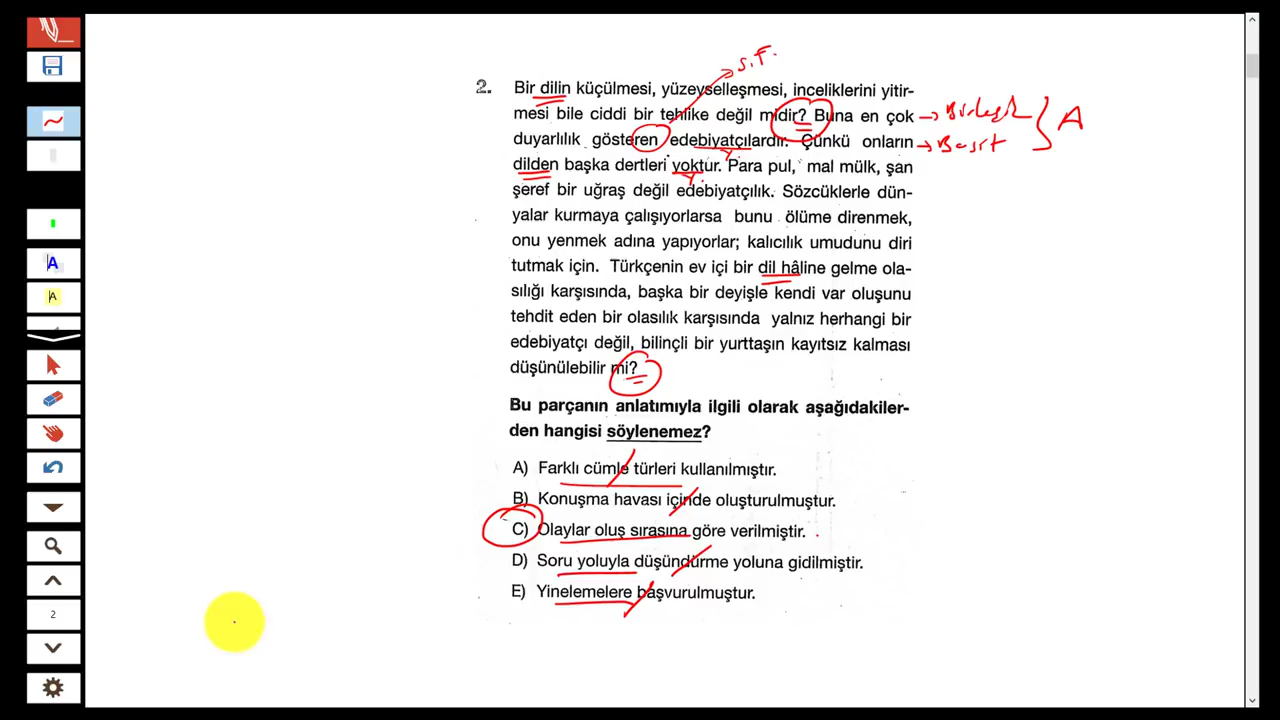 S.F.
2. Bir dilin küçülmesi, yüzeyselleşmesi, inceliklerini yitir-
mesi bile ciddi bir tehlike değil midir? Buna en çok → Birleşik } A
duyarlılık gösteren edebiyatçılardır. Çünkü onların → Basit
dilden başka dertleri yoktur. Para pul, mal mülk, şan
şeref bir uğraş değil edebiyatçılık. Sözcüklerle dün-
yalar kurmaya çalışıyorlarsa bunu ölüme direnmek,
onu yenmek adına yapıyorlar; kalıcılık umudunu diri
tutmak için. Türkçenin ev içi bir dil hâline gelme ola-
sılığı karşısında, başka bir deyişle kendi var oluşunu
tehdit eden bir olasılık karşısında yalnız herhangi bir
edebiyatçı değil, bilinçli bir yurttaşın kayıtsız kalması
düşünülebilir mi?
Bu parçanın anlatımıyla ilgili olarak aşağıdakiler-
den hangisi söylenemez?
A) Farklı cümle türleri kullanılmıştır.
B) Konuşma havası içinde oluşturulmuştur.
C) Olaylar oluş sırasına göre verilmiştir.
D) Soru yoluyla düşündürme yoluna gidilmiştir.
E) Yinelemelere başvurulmuştur.
A
A
2